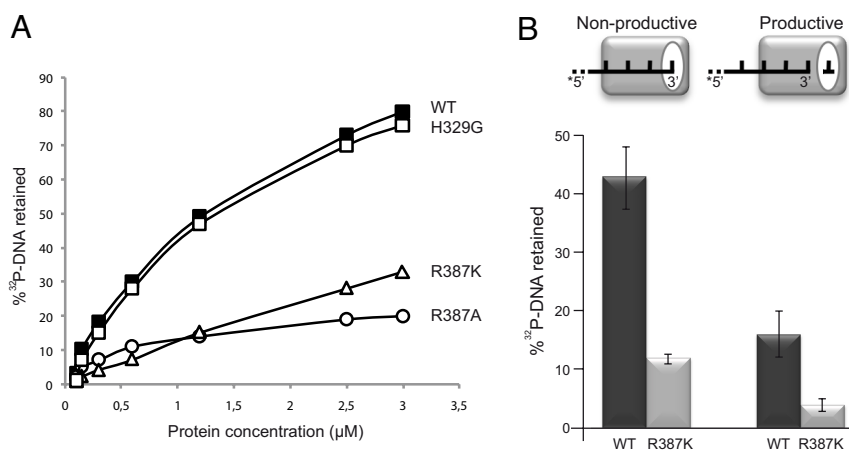 A
% 32P-DNA retained
90
80
70
60
50
40
30
20
10
0
0
0,5
1
1,5
2
2,5
3
3,5
Protein concentration (µM)
WT
H329G
R387K
R387A
B
Non-productive
Productive
*5’
3’
*5’
3’
% 32P-DNA retained
50
40
30
20
10
0
WT R387K
WT R387K